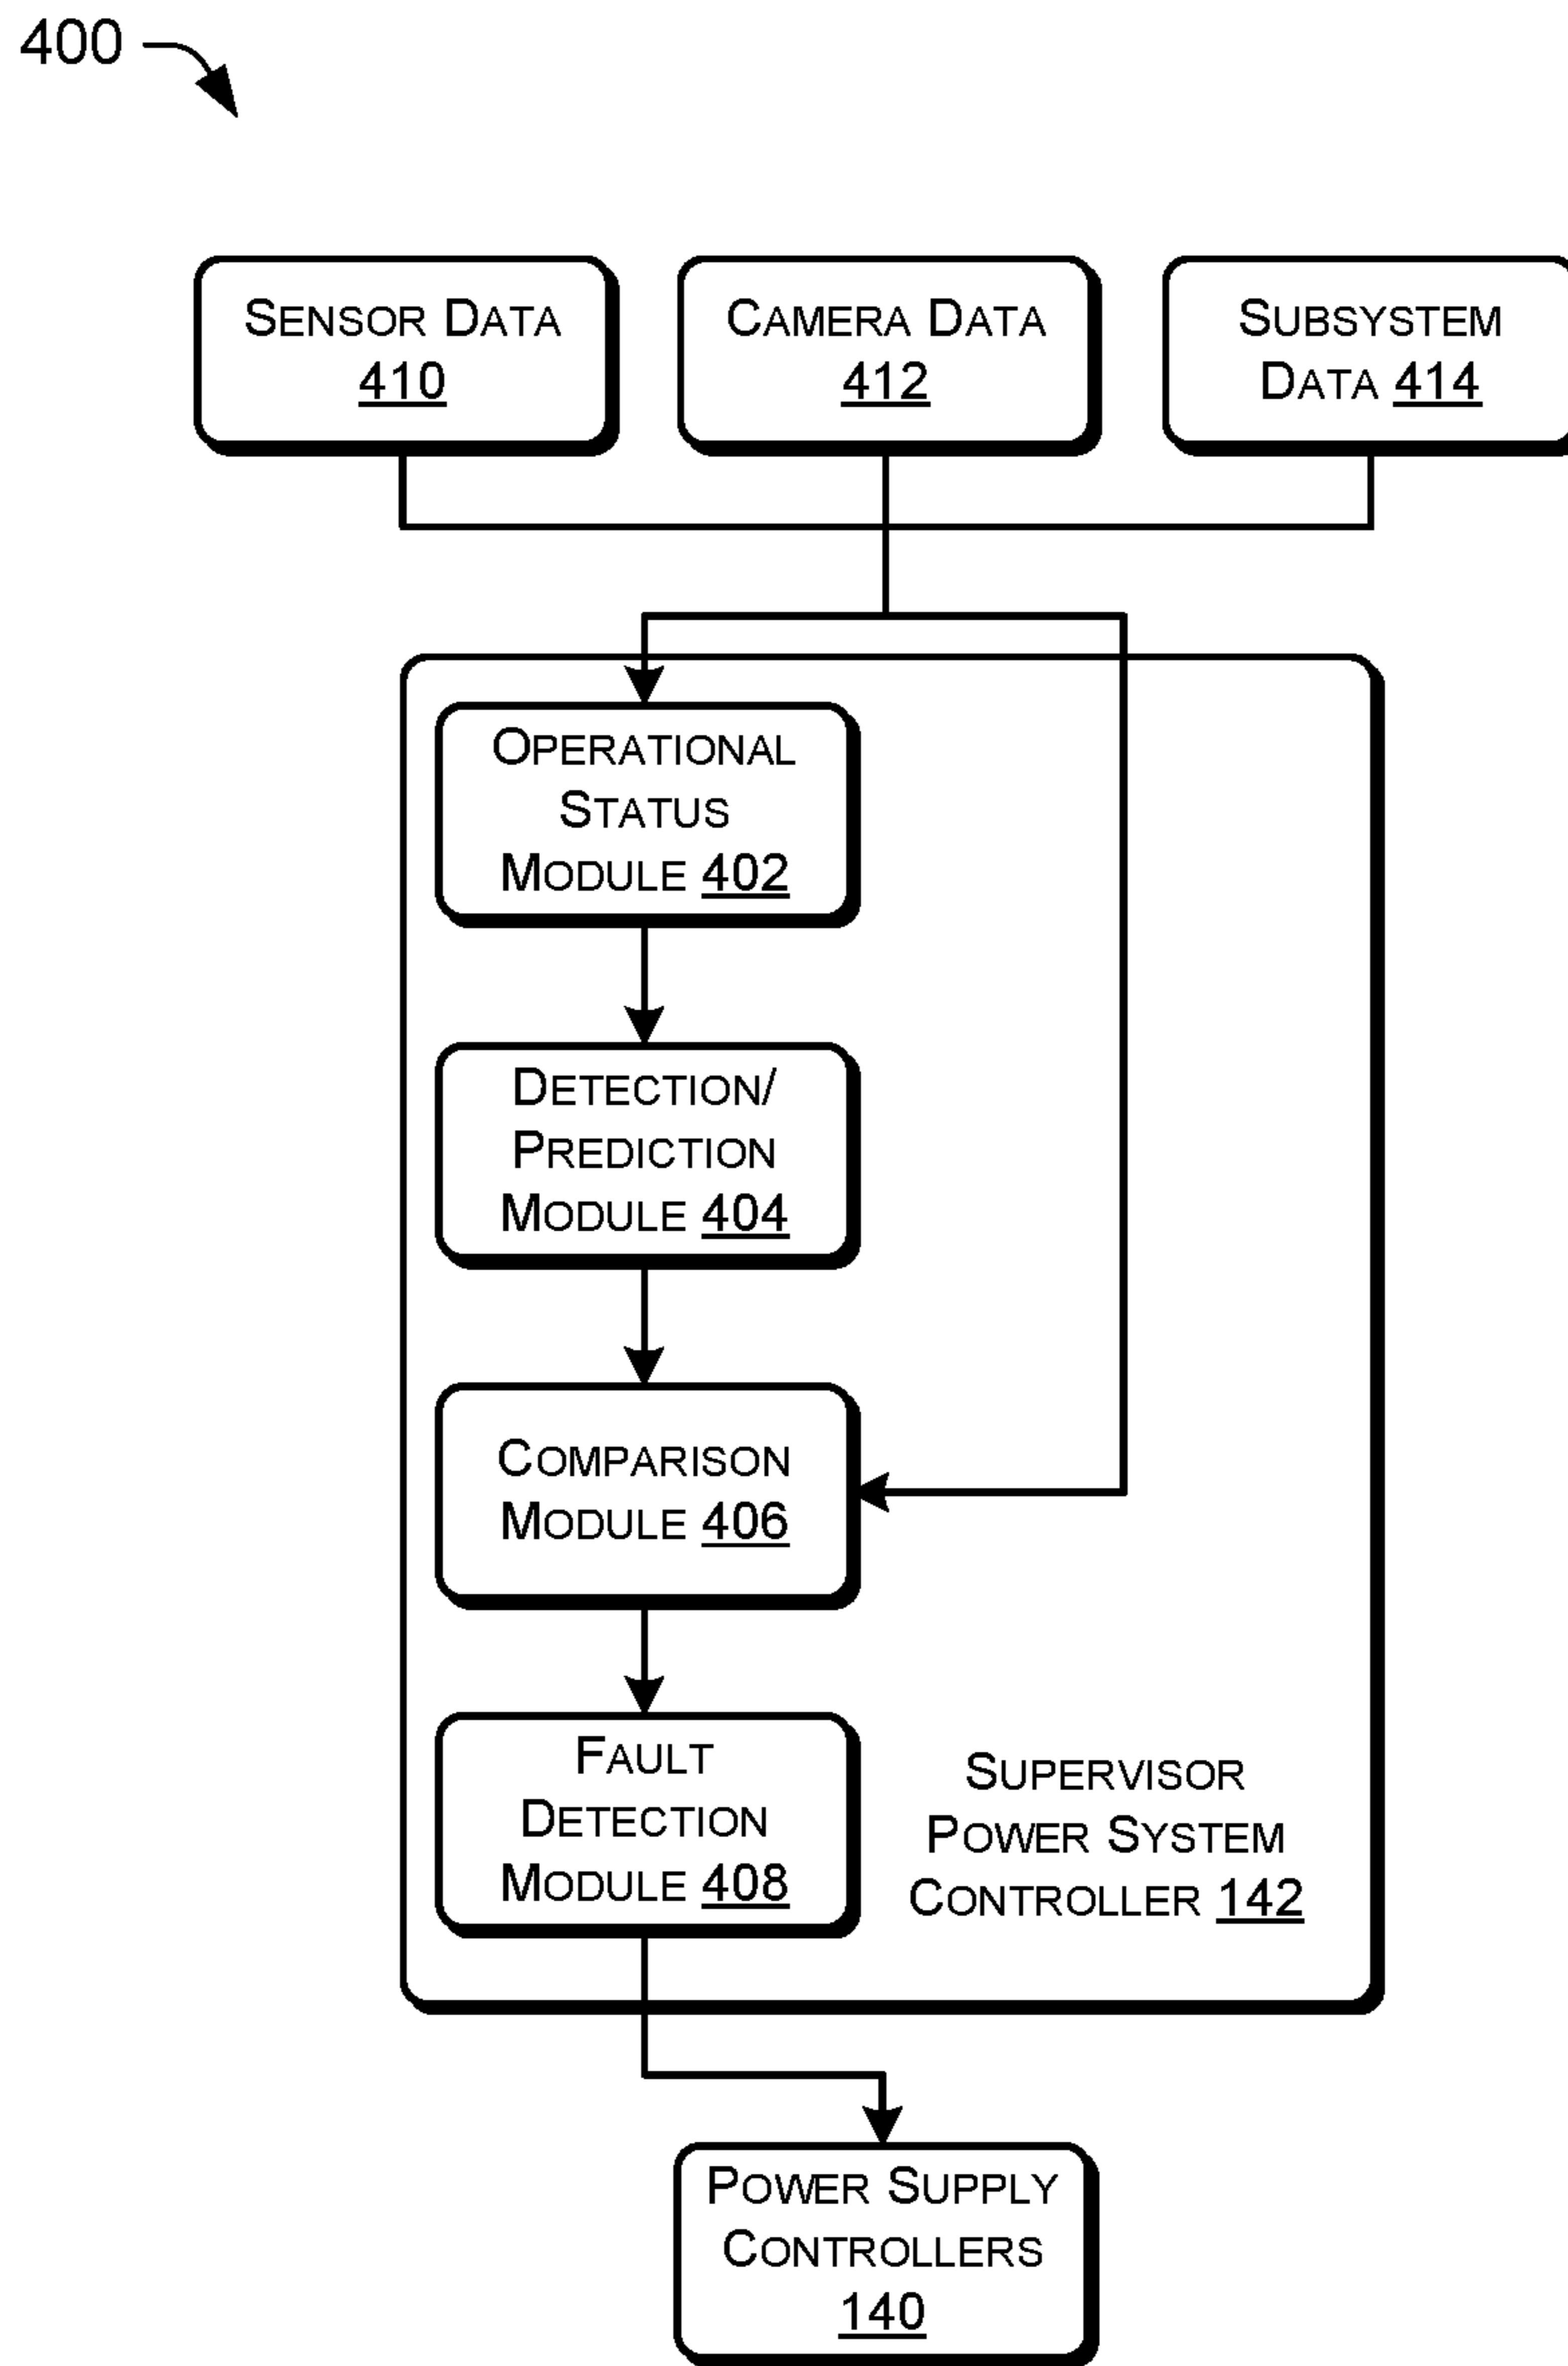 400
SENSOR DATA
410
CAMERA DATA
412
SUBSYSTEM
DATA 414
OPERATIONAL
STATUS
MODULE 402
DETECTION/
PREDICTION
MODULE 404
COMPARISON
MODULE 406
FAULT
DETECTION
MODULE 408
SUPERVISOR
POWER SYSTEM
CONTROLLER 142
POWER SUPPLY
CONTROLLERS
140